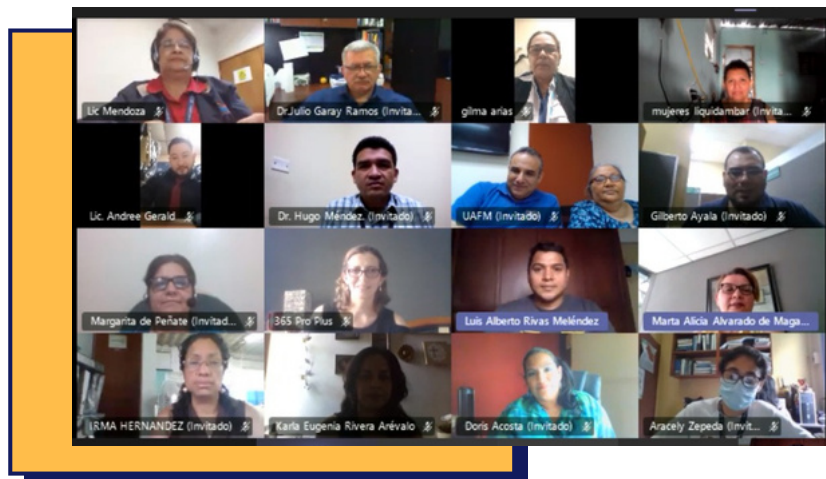 Lic Mendoza
Dr.Julio Garay Ramos (Invita...
gilma arias
mujeres liquidambar (Invita...
Lic. Andree Gerald
Dr. Hugo Méndez. (Invitado)
UAFM (Invitado)
Gilberto Ayala (Invitado)
Margarita de Peñate (Invitad...
365 Pro Plus
Luis Alberto Rivas Meléndez
Marta Alicia Alvarado de Maga...
IRMA HERNANDEZ (Invitado)
Karla Eugenia Rivera Arévalo
Doris Acosta (Invitado)
Aracely Zepeda (Invit...